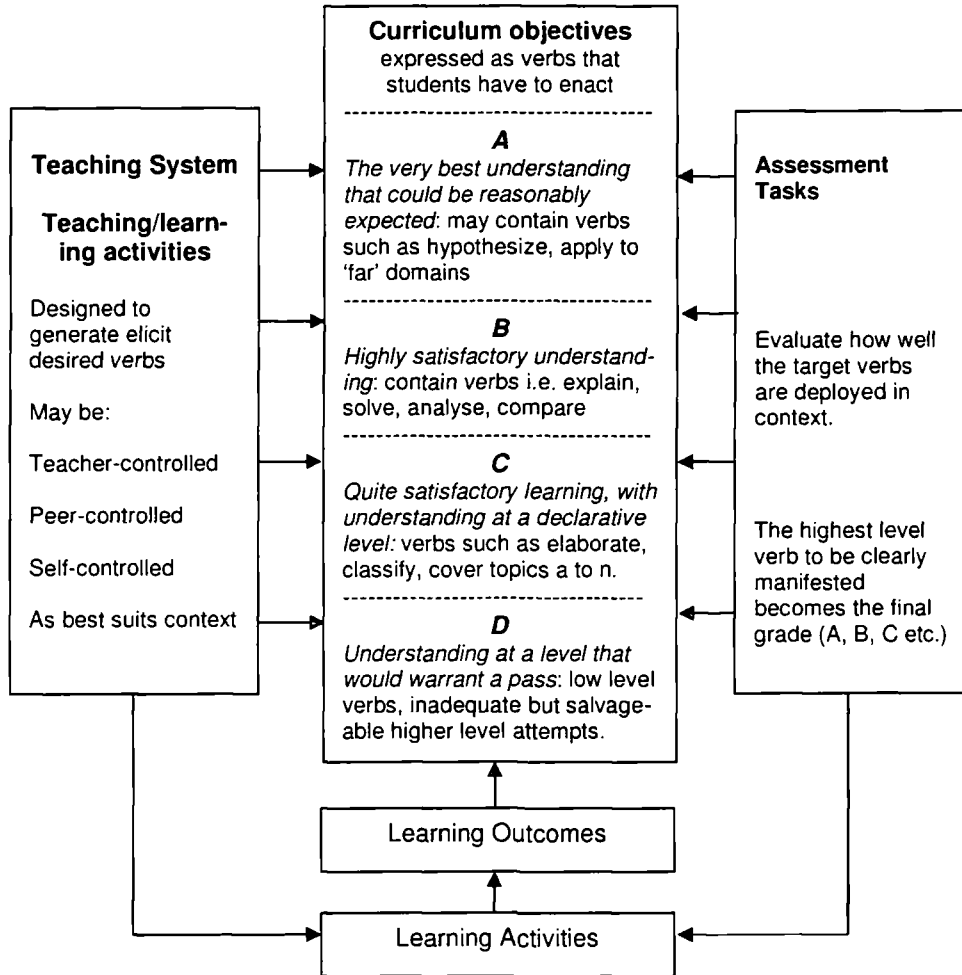 Curriculum objectives
expressed as verbs that
students have to enact
A
The very best understanding
that could be reasonably
expected: may contain verbs
such as hypothesize, apply to
'far' domains
B
Highly satisfactory understand-
ing: contain verbs i.e. explain,
solve, analyse, compare
C
Quite satisfactory learning, with
understanding at a declarative
level: verbs such as elaborate,
classify, cover topics a to n.
D
Understanding at a level that
would warrant a pass: low level
verbs, inadequate but salvage-
able higher level attempts.
Teaching System
Teaching/learn-
ing activities
Designed to
generate elicit
desired verbs
May be:
Teacher-controlled
Peer-controlled
Self-controlled
As best suits context
Assessment
Tasks
Evaluate how well
the target verbs
are deployed in
context.
The highest level
verb to be clearly
manifested
becomes the final
grade (A, B, C etc.)
Learning Outcomes
Learning Activities